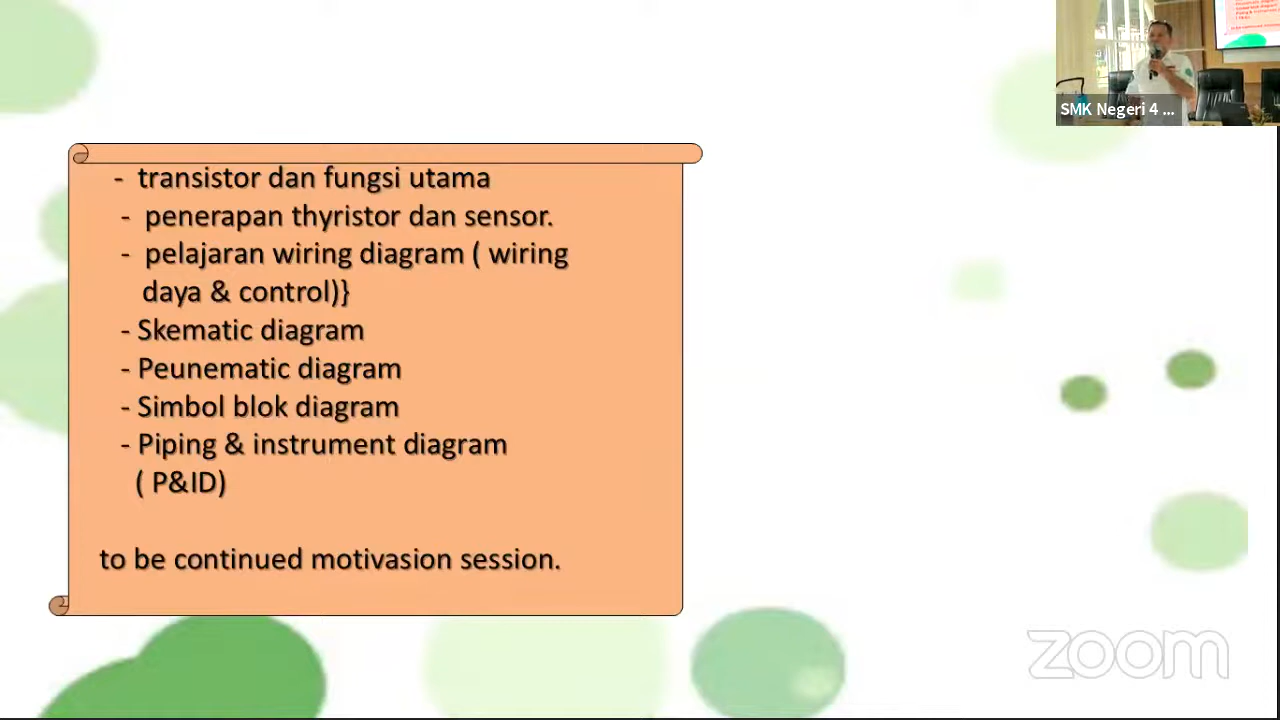 SMK Negeri 4 ...
- transistor dan fungsi utama
- penerapan thyristor dan sensor.
- pelajaran wiring diagram ( wiring
daya & control)}
- Skematic diagram
- Peunematic diagram
- Simbol blok diagram
- Piping & instrument diagram
( P&ID)
to be continued motivasion session.
zoom